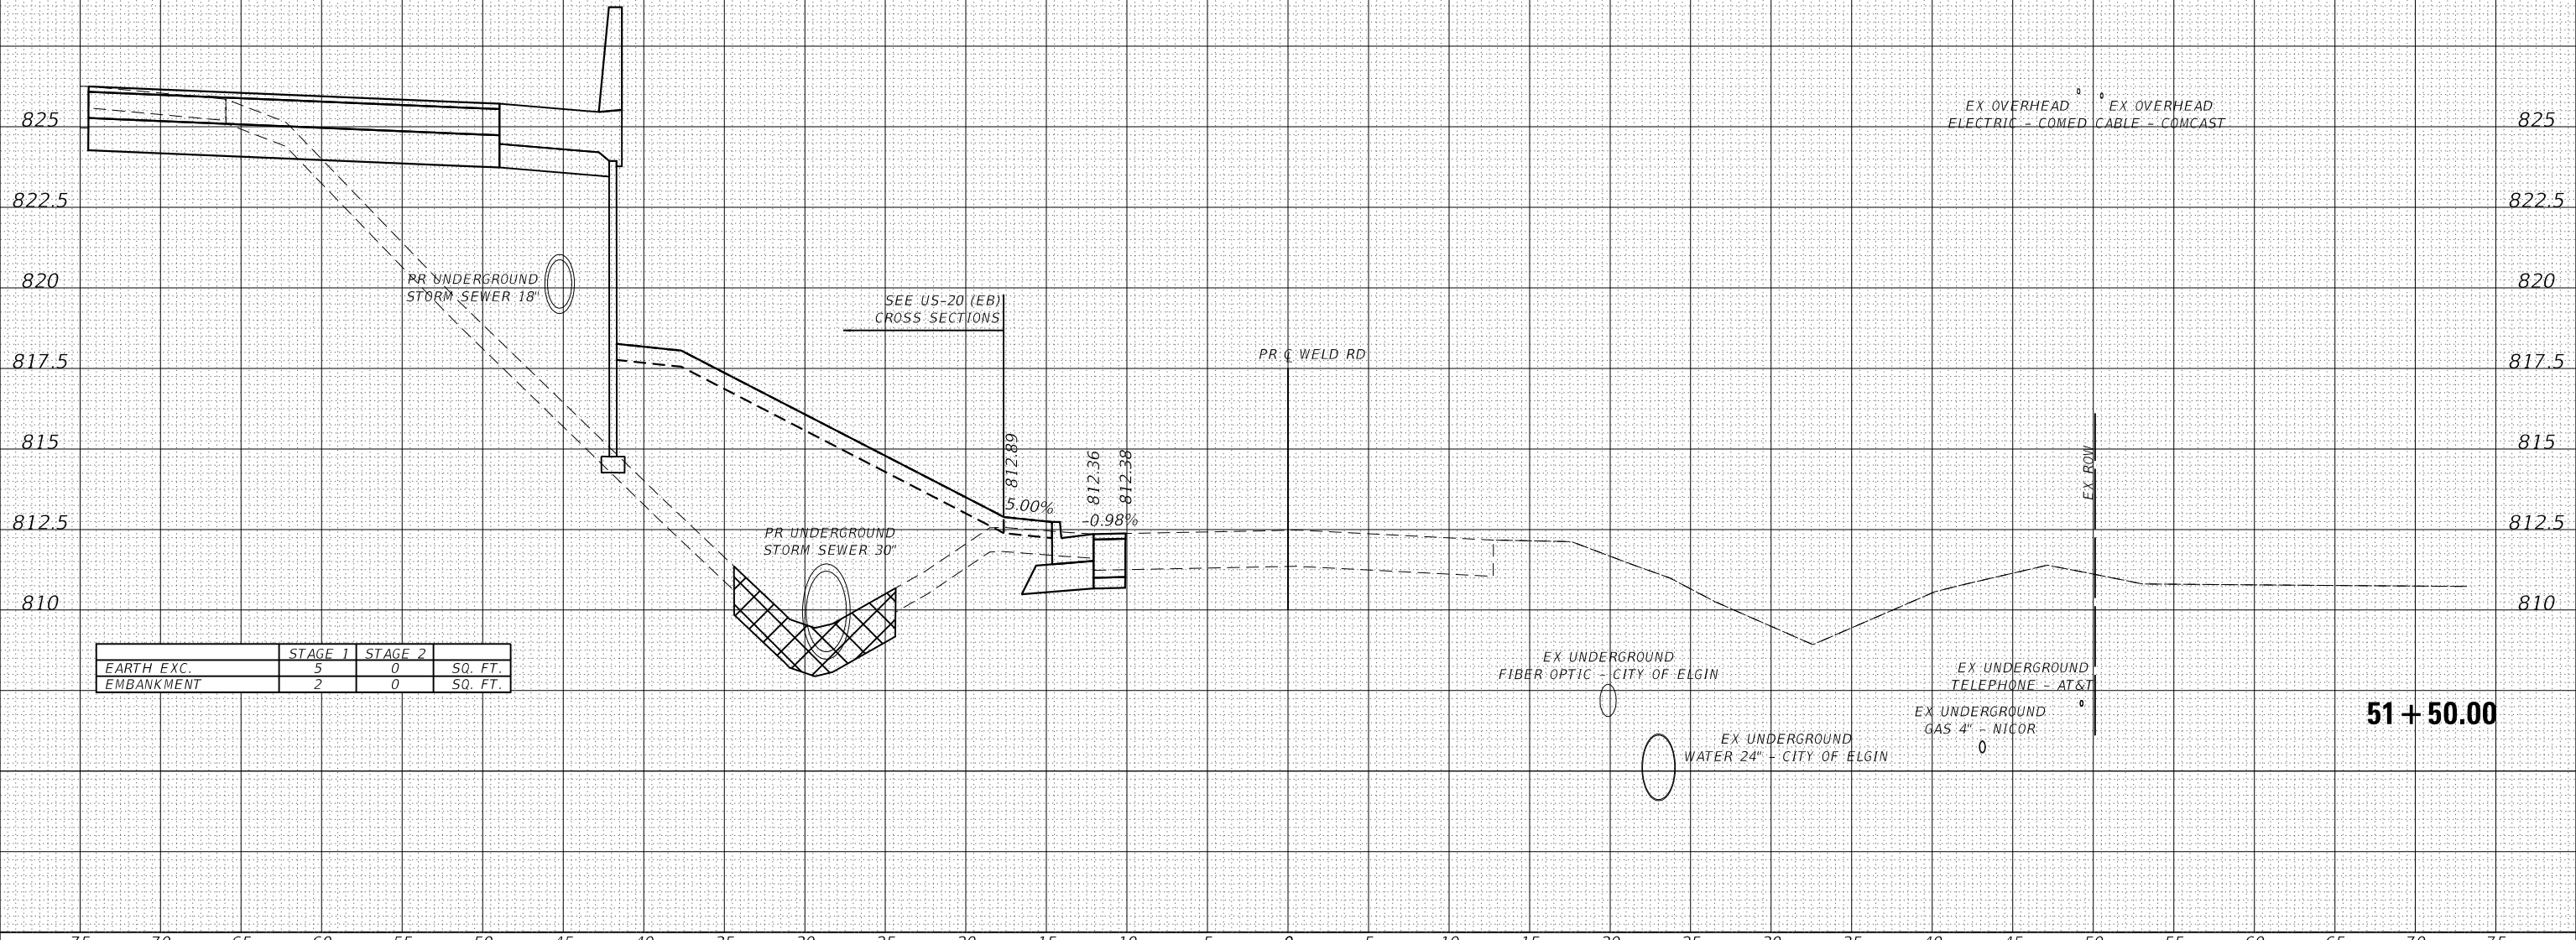 EX OVERHEAD
ELECTRIC – COMED
EX OVERHEAD
CABLE – COMCAST
825
825
822.5
822.5
PR UNDERGROUND
STORM SEWER 18"
820
820
SEE US–20 (EB)
CROSS SECTIONS
PR ℄ WELD RD
817.5
817.5
812.89
812.36
812.38
815
815
EX ROW
5.00%
–0.98%
812.5
812.5
PR UNDERGROUND
STORM SEWER 30"
810
810
STAGE 1 STAGE 2
EARTH EXC. 5 0 SQ. FT.
EMBANKMENT 2 0 SQ. FT.
EX UNDERGROUND
FIBER OPTIC – CITY OF ELGIN
EX UNDERGROUND
TELEPHONE – AT&T
EX UNDERGROUND
GAS 4" – NICOR
EX UNDERGROUND
WATER 24" – CITY OF ELGIN
51+50.00